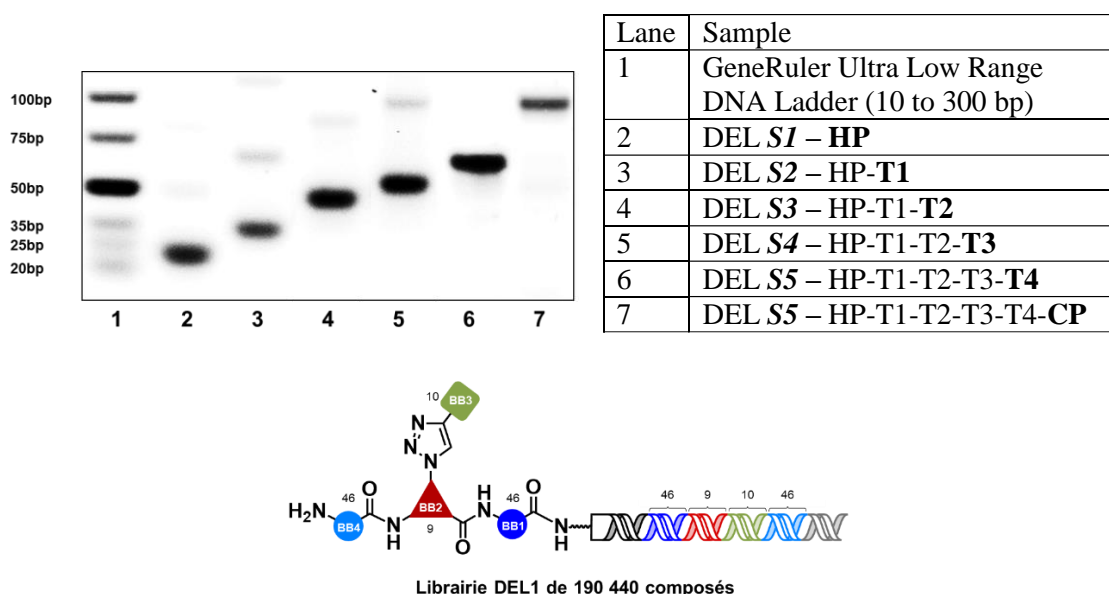 100bp
75bp
50bp
35bp
25bp
20bp
1 2 3 4 5 6 7
Lane Sample
1 GeneRuler Ultra Low Range
DNA Ladder (10 to 300 bp)
2 DEL S1 – HP
3 DEL S2 – HP-T1
4 DEL S3 – HP-T1-T2
5 DEL S4 – HP-T1-T2-T3
6 DEL S5 – HP-T1-T2-T3-T4
7 DEL S5 – HP-T1-T2-T3-T4-CP
10
BB3
N
N
N
H2N
46
BB4
O
N
H
BB2
9
O
H
N
46
BB1
O
N
H
46 9 10 46
Librairie DEL1 de 190 440 composés